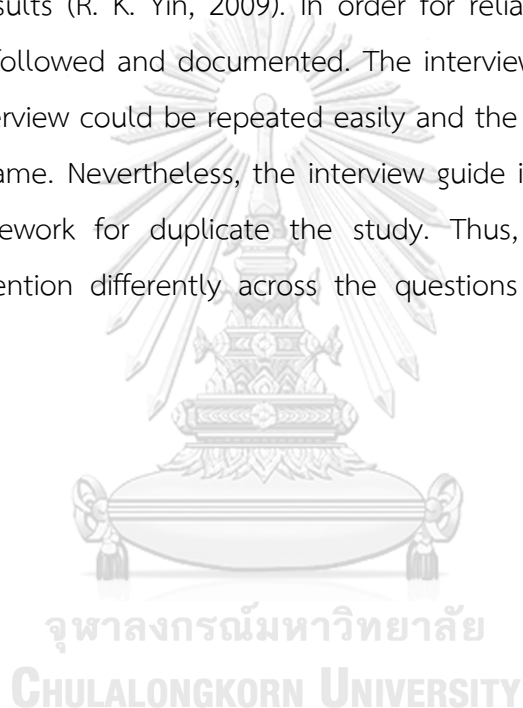 sults (R. K. Yin, 2009). In order for relia
followed and documented. The interview
erview could be repeated easily and the
ame. Nevertheless, the interview guide i
ework for duplicate the study. Thus,
ention differently across the questions
จุฬาลงกรณ์มหาวิทยาลัย
CHULALONGKORN UNIVERSITY